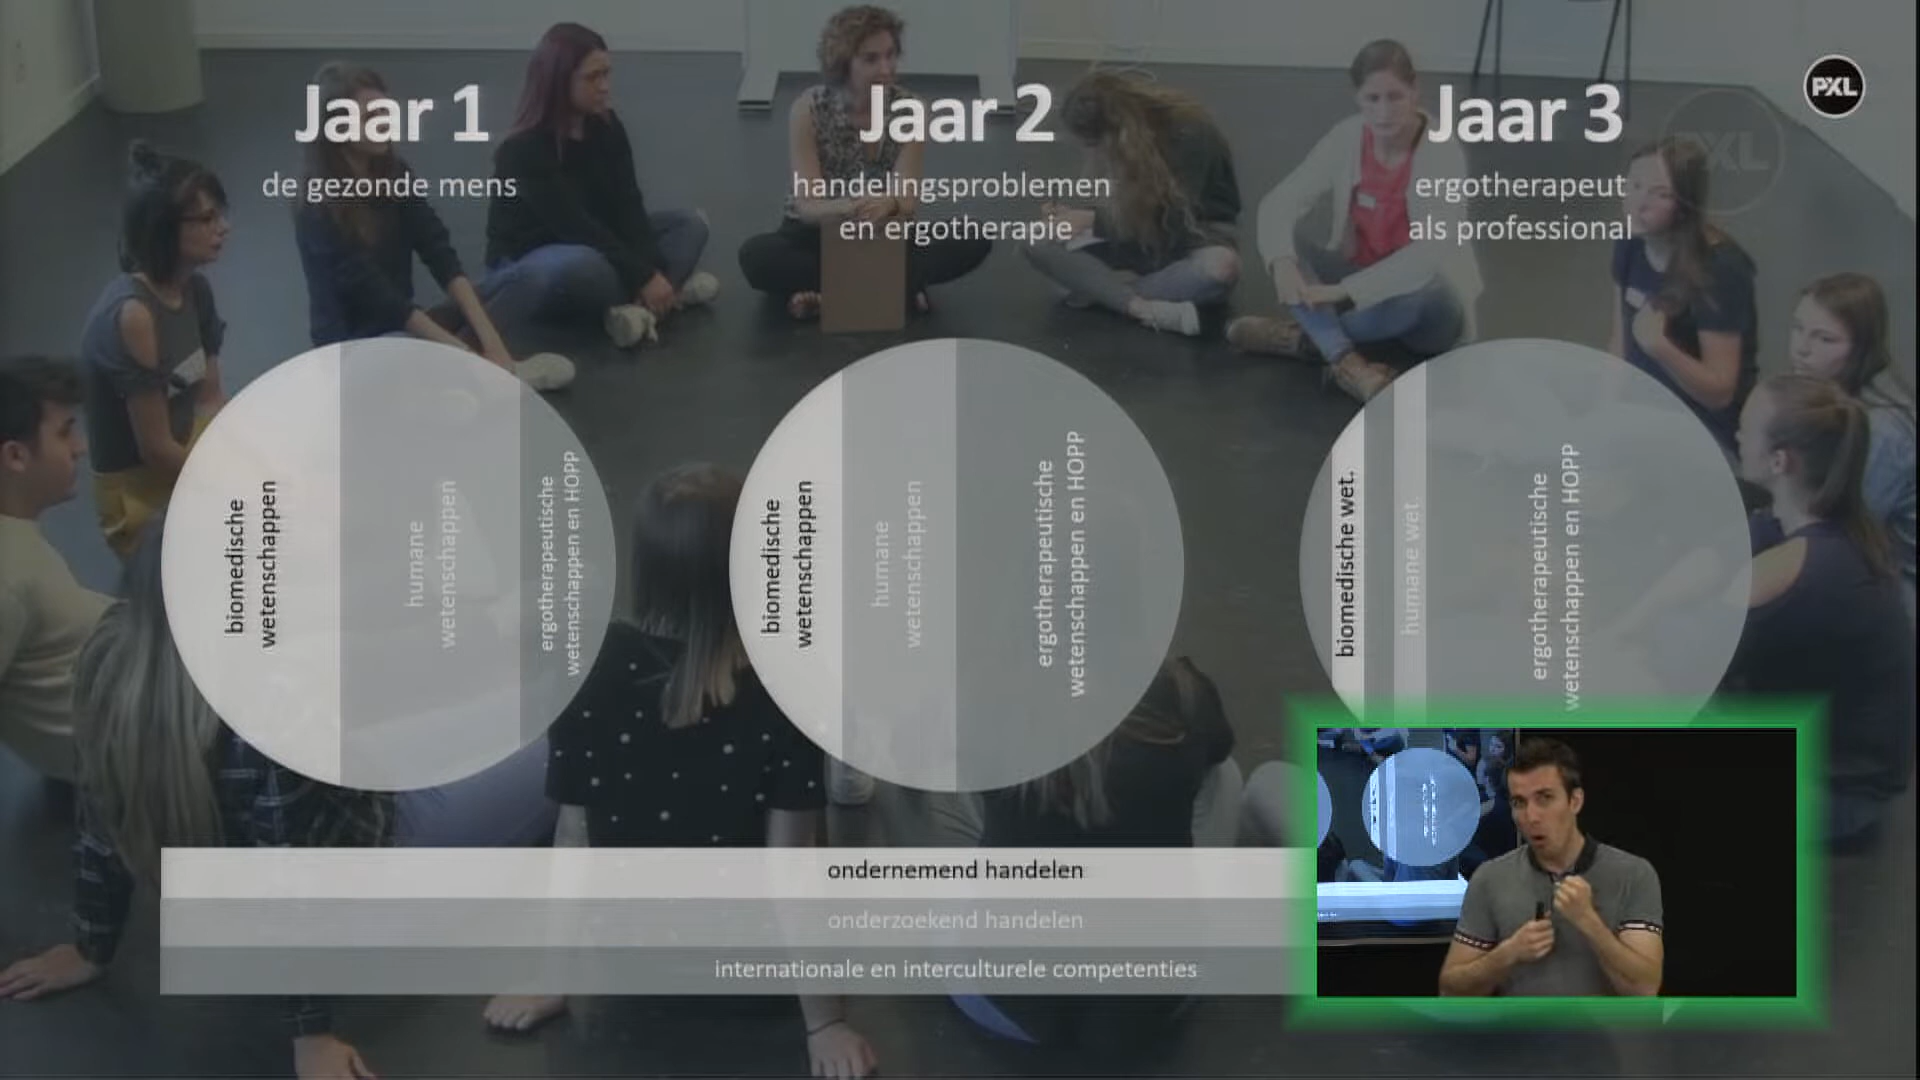 PXL
Jaar 1
de gezonde mens
Jaar 2
handelingsproblemen
en ergotherapie
Jaar 3
ergotherapeut
als professional
PXL
biomedische
wetenschappen
humane
wetenschappen
ergotherapeutische
wetenschappen en HOPP
biomedische
wetenschappen
humane
wetenschappen
ergotherapeutische
wetenschappen en HOPP
biomedische wet.
humane wet.
ergotherapeutische
wetenschappen en HOPP
ondernemend handelen
onderzoekend handelen
internationale en interculturele competenties